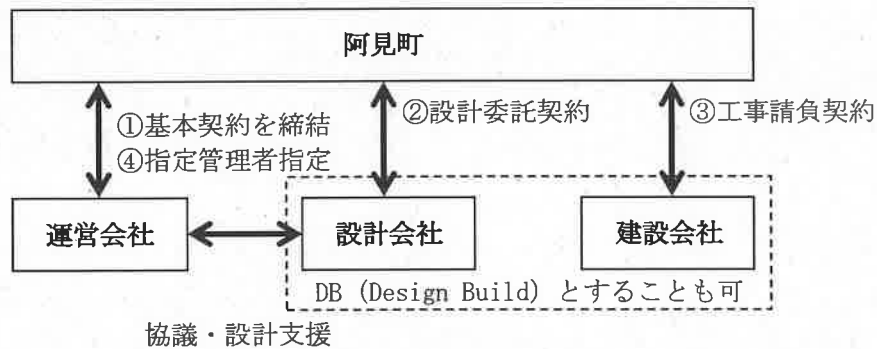 阿見町
①基本契約を締結
④指定管理者指定
②設計委託契約
③工事請負契約
運営会社
設計会社
建設会社
DB (Design Build) とすることも可
協議・設計支援